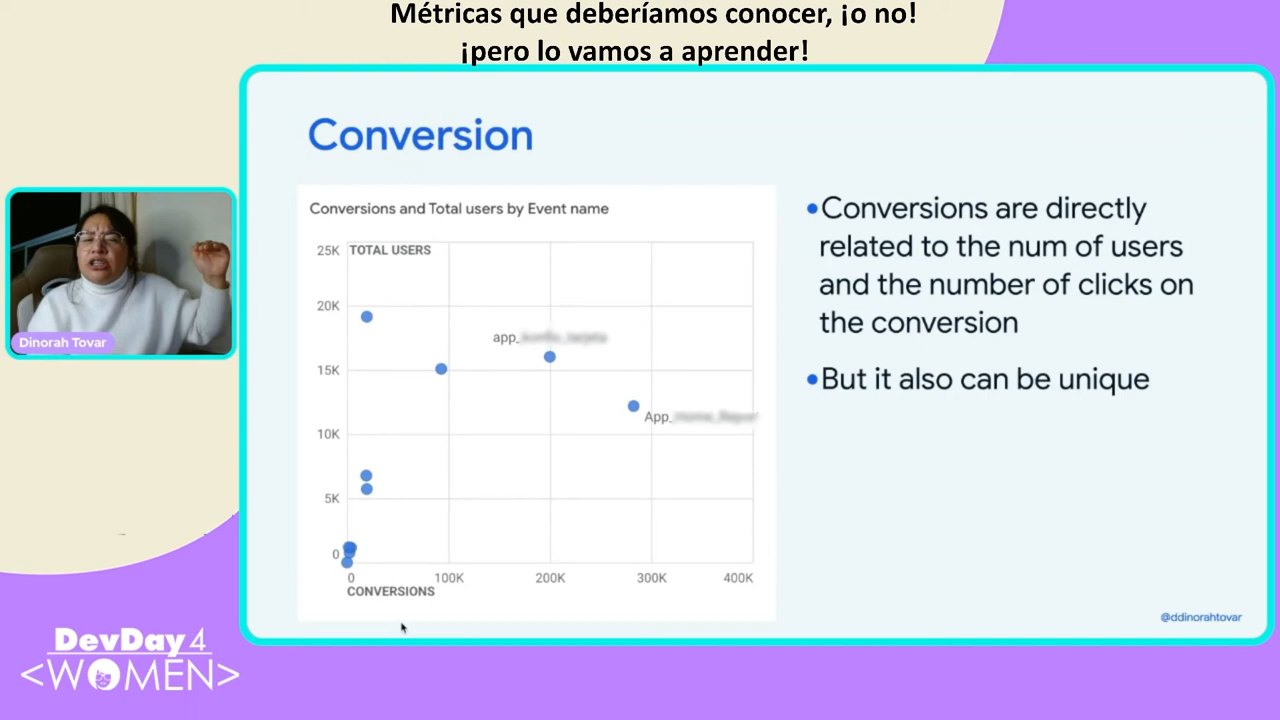 Métricas que deberíamos conocer, ¡o no!
¡pero lo vamos a aprender!
Conversion
Conversions and Total users by Event name
25K
TOTAL USERS
20K
15K
10K
5K
0
app_
App_
0
100K
200K
300K
400K
CONVERSIONS
•Conversions are directly
related to the num of users
and the number of clicks on
the conversion
•But it also can be unique
@ddinorahtovar
Dinorah Tovar
DevDay4
<WOMEN>